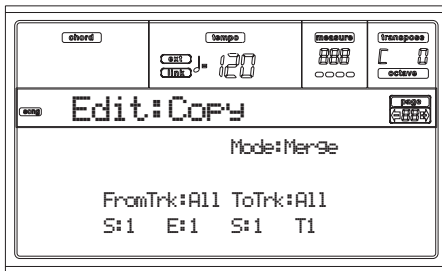 chord tempo measure transpose
ext ♩= 120 888 C 0
link octave
song Edit:Copy page
88
Mode:Merge
FromTrk:All ToTrk:All
S:1 E:1 S:1 T1